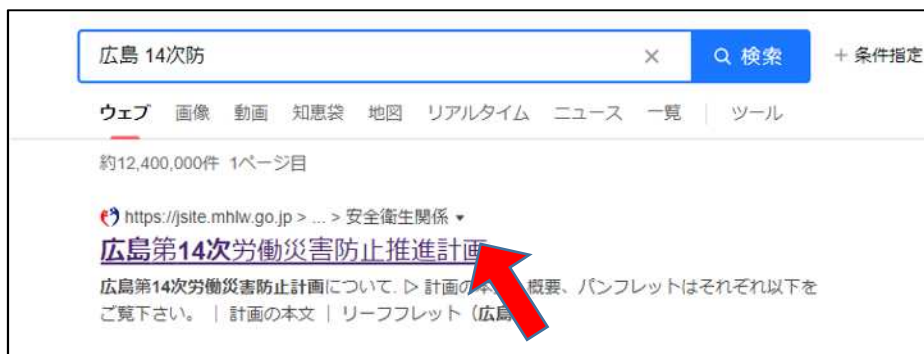 広島 14次防 × 検索 + 条件指定
ウェブ 画像 動画 知恵袋 地図 リアルタイム ニュース 一覧 ツール
約12,400,000件 1ページ目
https://jsite.mhlw.go.jp > ... > 安全衛生関係
広島第14次労働災害防止推進計画
広島第14次労働災害防止計画について. ▷ 計画の 概要、パンフレットはそれぞれ以下を
ご覧下さい。 | 計画の本文 | リーフフレット（広島